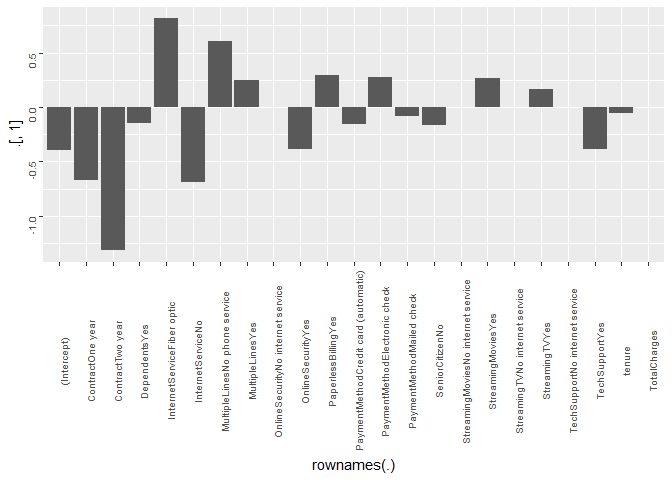 .[, 1]
0.5
0.0
-0.5
-1.0
(Intercept)
ContractOne year
ContractTwo year
DependentsYes
InternetServiceFiber optic
InternetServiceNo
MultipleLinesNo phone service
MultipleLinesYes
OnlineSecurityNo internet service
OnlineSecurityYes
PaperlessBillingYes
PaymentMethodCredit card (automatic)
PaymentMethodElectronic check
PaymentMethodMailed check
SeniorCitizenNo
StreamingMoviesNo internet service
StreamingMoviesYes
StreamingTVNo internet service
StreamingTVYes
TechSupportNo internet service
TechSupportYes
tenure
TotalCharges
rownames(.)